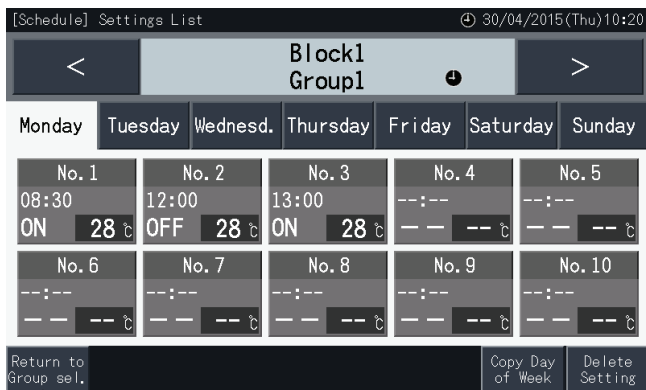 [Schedule] Settings List 30/04/2015(Thu)10:20
< Block1 >
Group1
Monday Tuesday Wednesd. Thursday Friday Saturday Sunday
No.1 No.2 No.3 No.4 No.5
08:30 12:00 13:00 --:-- --:--
ON 28℃ OFF 28℃ ON 28℃ -- --℃ -- --℃
No.6 No.7 No.8 No.9 No.10
--:-- --:-- --:-- --:-- --:--
-- --℃ -- --℃ -- --℃ -- --℃ -- --℃
Return to Copy Day Delete
Group sel. of Week Setting